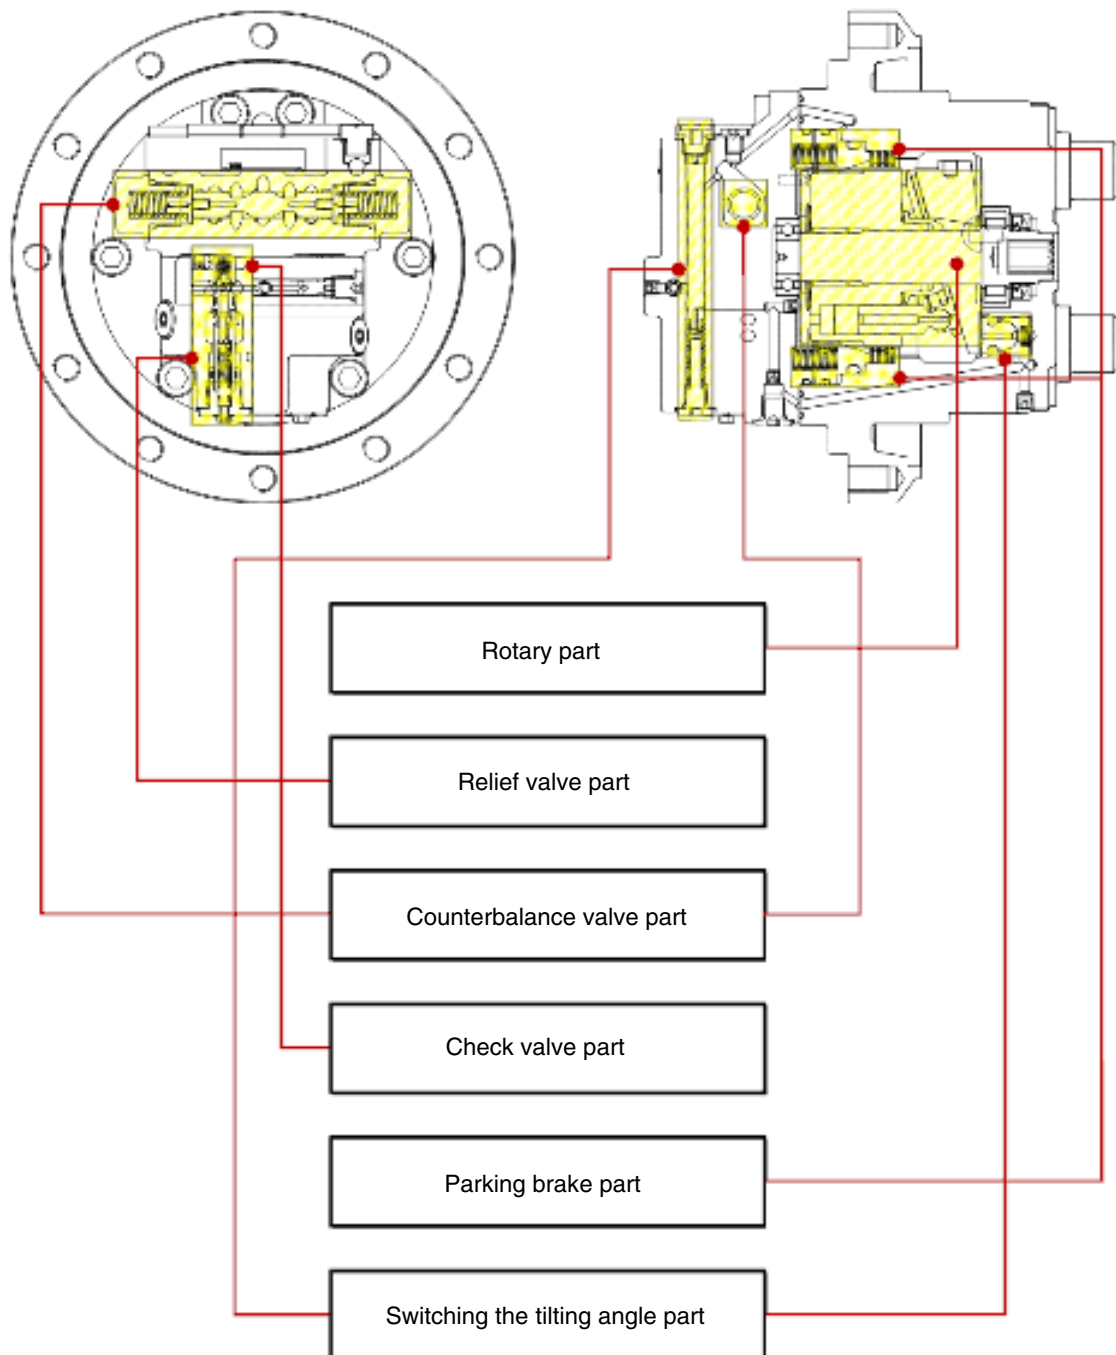 Rotary part
Relief valve part
Counterbalance valve part
Check valve part
Parking brake part
Switching the tilting angle part